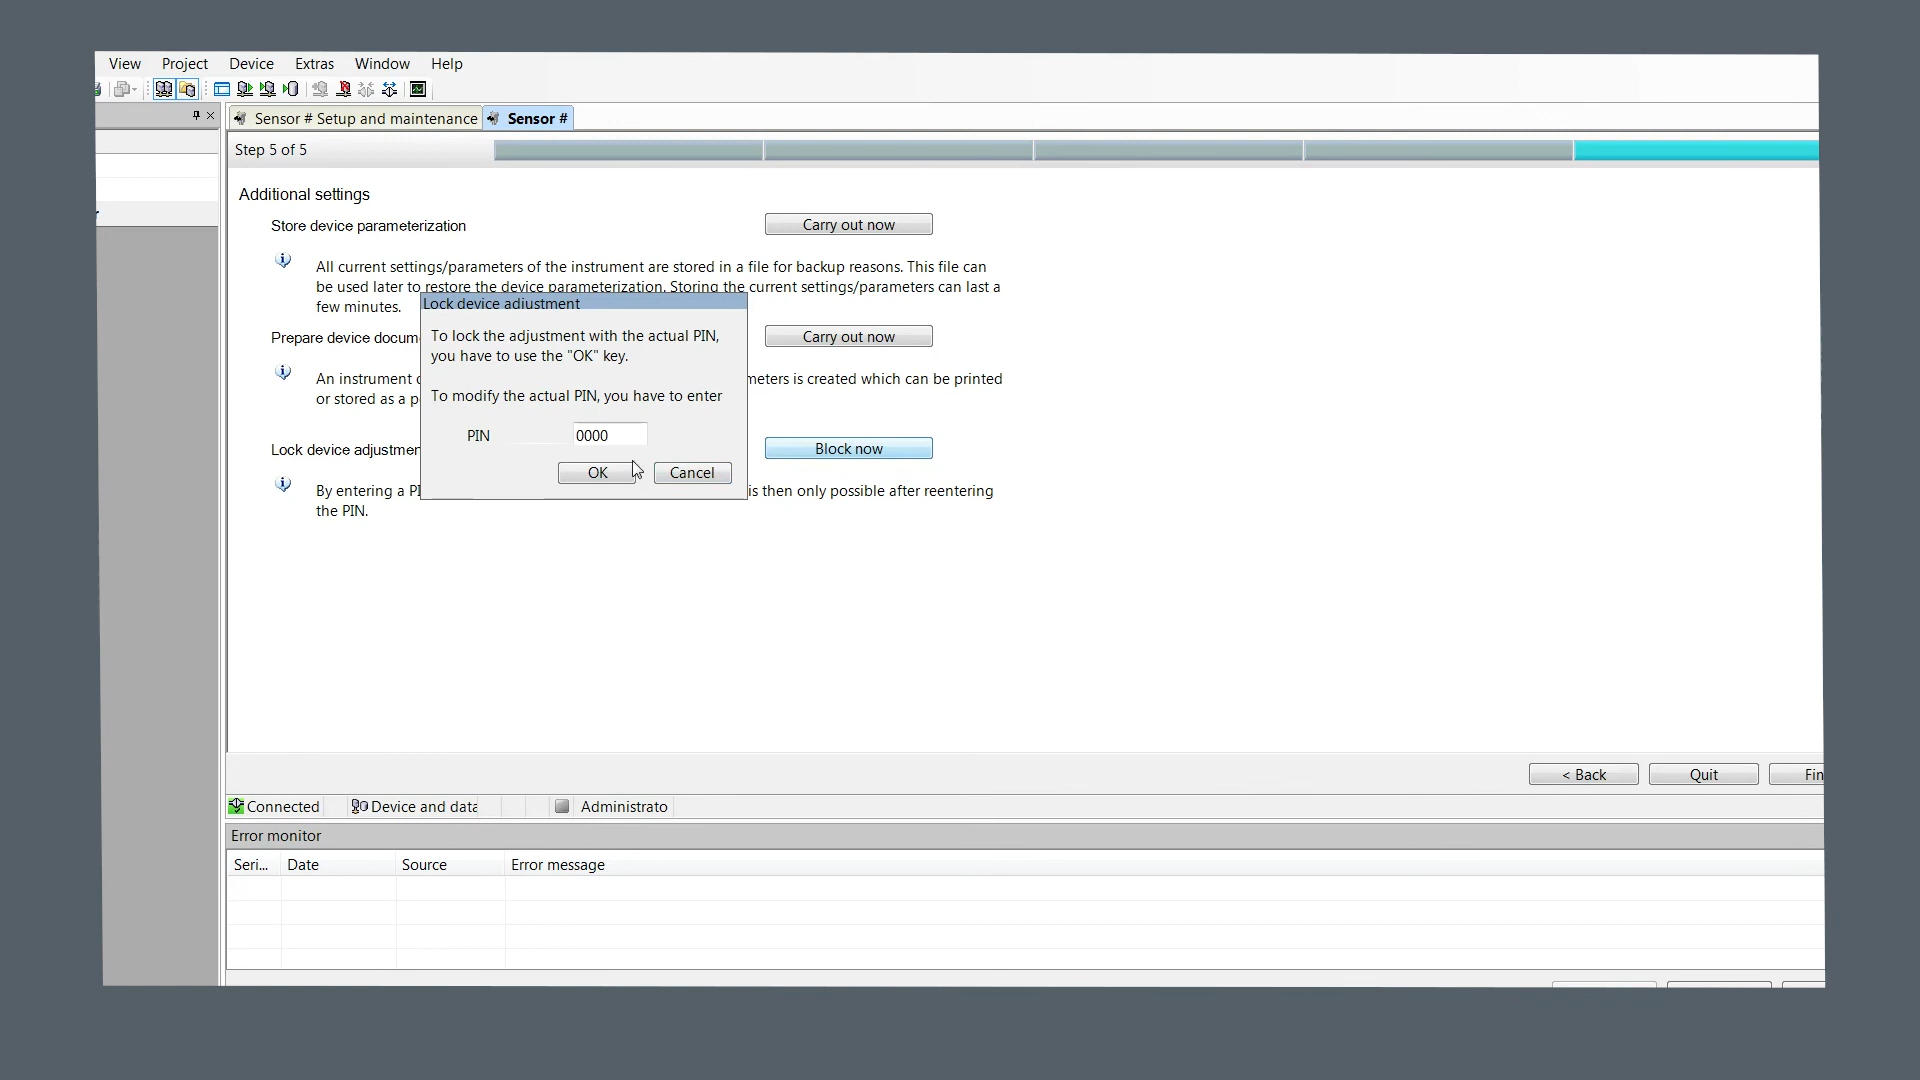 View Project Device Extras Window Help
Sensor # Setup and maintenance Sensor #
Step 5 of 5
Additional settings
Store device parameterization Carry out now
All current settings/parameters of the instrument are stored in a file for backup reasons. This file can
be used later to restore the device parameterization. Storing the current settings/parameters can last a
few minutes.
Lock device adjustment
To lock the adjustment with the actual PIN,
you have to use the "OK" key.
To modify the actual PIN, you have to enter
PIN 0000
OK Cancel
Prepare device docum Carry out now
An instrument meters is created which can be printed
or stored as a p
Lock device adjustmen Block now
By entering a PI is then only possible after reentering
the PIN.
< Back Quit Fin
Connected Device and data Administrato
Error monitor
Seri... Date Source Error message